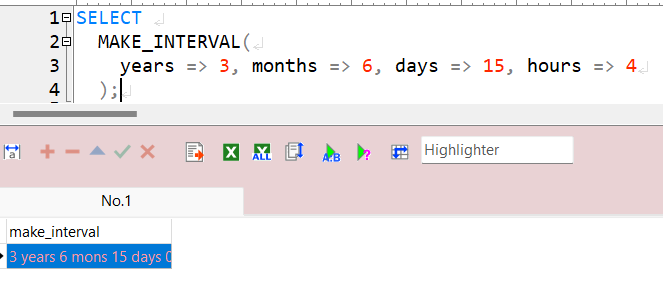 1 SELECT
2 MAKE_INTERVAL(
3 years => 3, months => 6, days => 15, hours => 4
4 );
a ALL A:B ? Highlighter
No.1
make_interval
3 years 6 mons 15 days 0